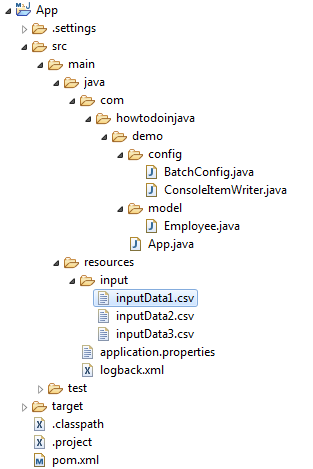 App
.settings
src
main
java
com
howtodoinjava
demo
config
BatchConfig.java
ConsoleItemWriter.java
model
Employee.java
App.java
resources
input
inputData1.csv
inputData2.csv
inputData3.csv
application.properties
logback.xml
test
target
.classpath
.project
pom.xml